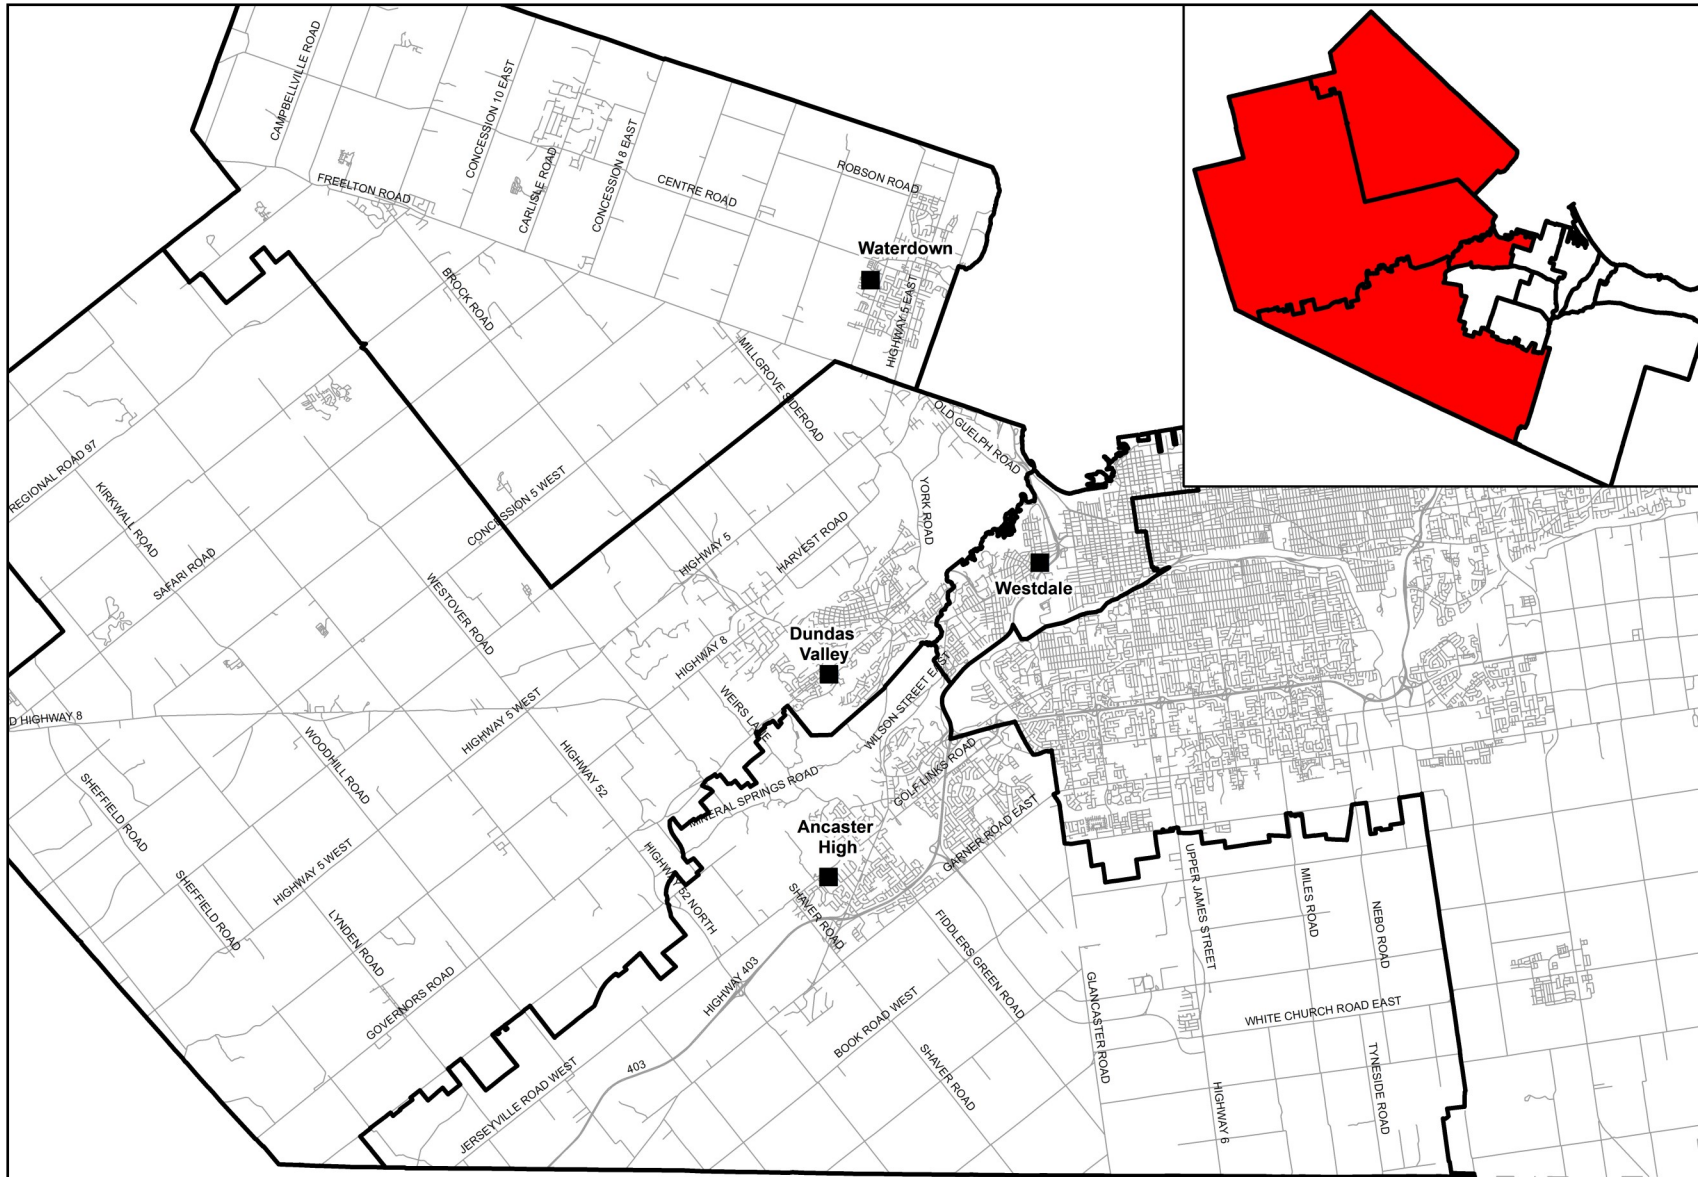 CAMPBELLVILLE ROAD
CONCESSION 10 EAST
CARLISLE ROAD
CONCESSION 8 EAST
FREELTON ROAD
CENTRE ROAD
ROBSON ROAD
Waterdown
BROCK ROAD
HIGHWAY 5 EAST
MILLGROVE SIDEROAD
OLD GUELPH ROAD
REGIONAL ROAD 97
KIRKWALL ROAD
CONCESSION 5 WEST
YORK ROAD
HIGHWAY 5
HARVEST ROAD
SAFARI ROAD
WESTOVER ROAD
Westdale
Dundas
Valley
HIGHWAY 8
WEIRS LANE
WILSON STREET EAST
D HIGHWAY 8
HIGHWAY 5 WEST
WOODHILL ROAD
HIGHWAY 52
GOLF LINKS ROAD
SHEFFIELD ROAD
MINERAL SPRINGS ROAD
Ancaster
High
GARNER ROAD EAST
HIGHWAY 5 WEST
SHEFFIELD ROAD
HIGHWAY 52 NORTH
SHAVER ROAD
UPPER JAMES STREET
MILES ROAD
NEBO ROAD
LYNDEN ROAD
FIDDLERS GREEN ROAD
GOVERNORS ROAD
HIGHWAY 403
GLANCASTER ROAD
BOOK ROAD WEST
WHITE CHURCH ROAD EAST
403
SHAVER ROAD
TYNESIDE ROAD
JERSEYVILLE ROAD WEST
HIGHWAY 6